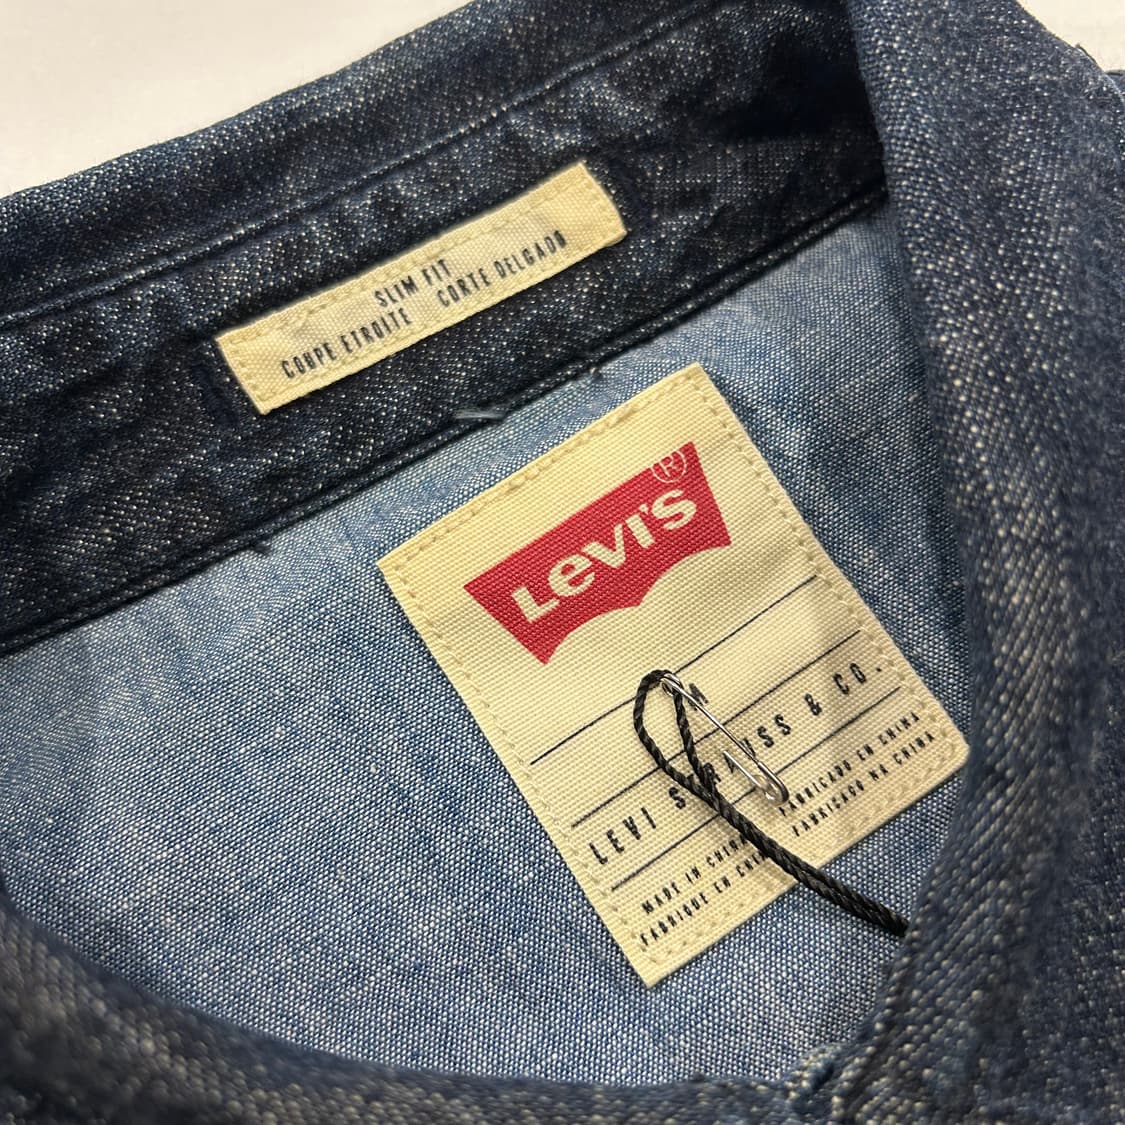 SLIM FIT
COUPE ETROITE CORTE DELGADO
Levi's ®
M
LEVI STRAUSS & CO.
MADE IN CHINA FABRICADO EN CHINA
FABRIQUE EN CHINE FABRICADO NA CHINA